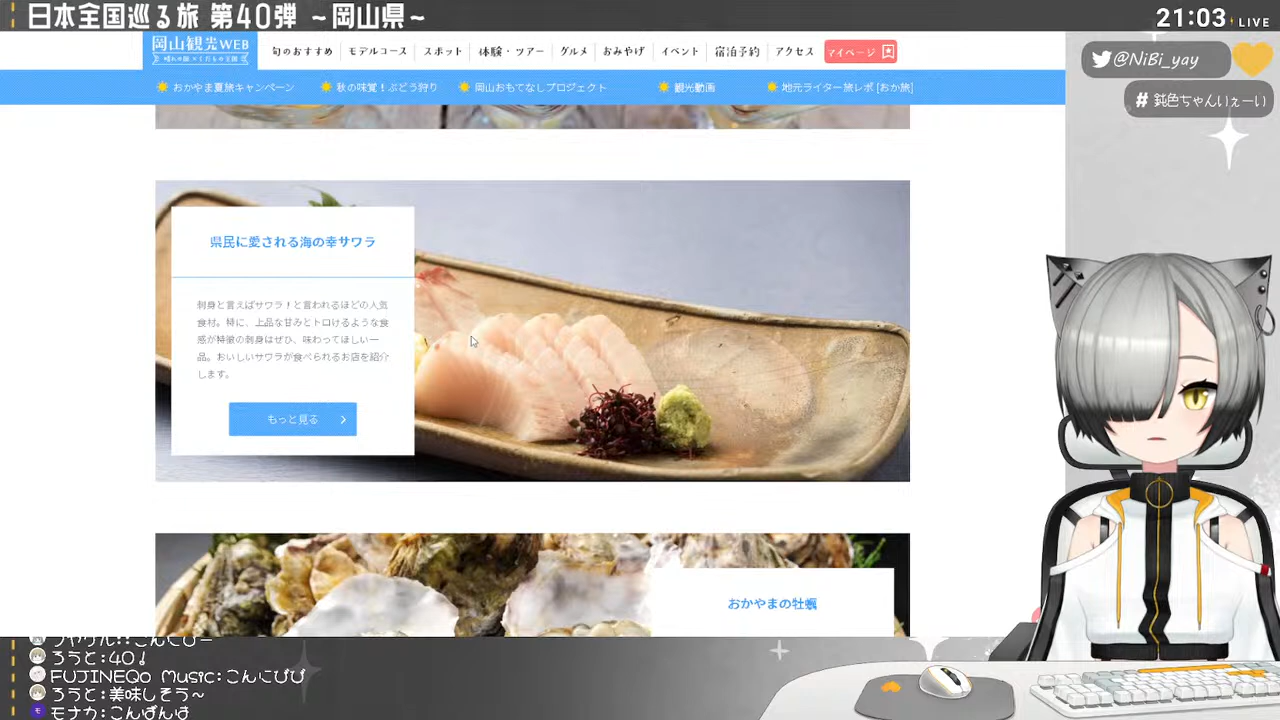 日本全国巡る旅 第40弾 ~岡山県~
21:03 LIVE
岡山観光WEB
旬のおすすめ モデルコース スポット 体験・ツアー グルメ おみやげ イベント 宿泊予約 アクセス マイページ
@NiBi_yay
おかやま夏旅キャンペーン 秋の味覚!ぶどう狩り 岡山おもてなしプロジェクト 観光動画 地元ライター旅レポ [おか旅]
# 鈍色ちゃんいぇーい
県民に愛される海の幸サワラ
刺身と言えばサワラ!と言われるほどの人気
食材。特に、上品な甘みとトロけるような食
感が特徴の刺身はぜひ、味わってほしい一
品。おいしいサワラが食べられるお店を紹介
します。
もっと見る
おかやまの牡蠣
ろうと:40!
FUJINEQo Music:こんにびび
ろうと:美味しそう~
モナカ:こんばんは